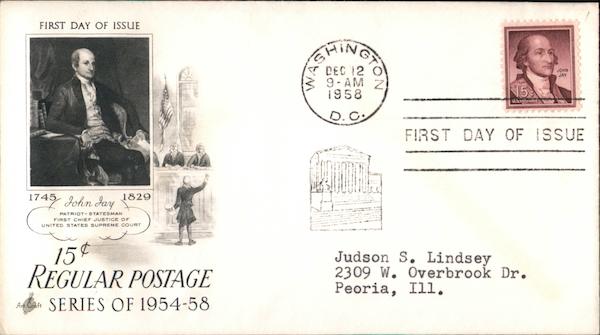 FIRST DAY OF ISSUE
1745 John Jay 1829
PATRIOT-STATESMAN
FIRST CHIEF JUSTICE OF
UNITED STATES SUPREME COURT
15¢
REGULAR POSTAGE
SERIES OF 1954-58
Art Craft
WASHINGTON
DEC 12
9-AM
1958
D.C.
JOHN
JAY
15¢
FIRST DAY OF ISSUE
Judson S. Lindsey
2309 W. Overbrook Dr.
Peoria, Ill.